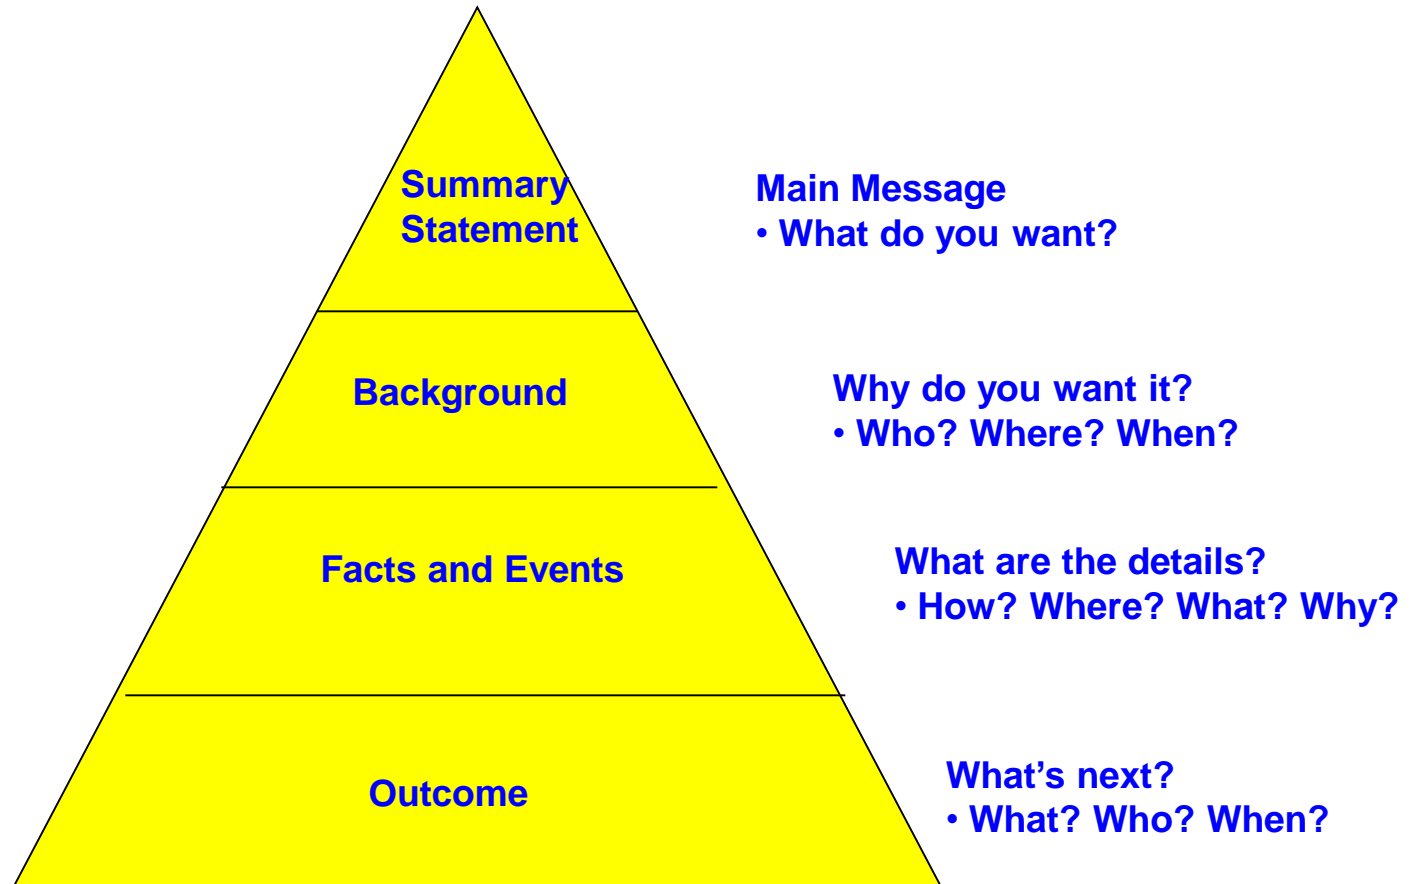 Summary
Statement
Main Message
• What do you want?
Background
Why do you want it?
• Who? Where? When?
Facts and Events
What are the details?
• How? Where? What? Why?
Outcome
What’s next?
• What? Who? When?